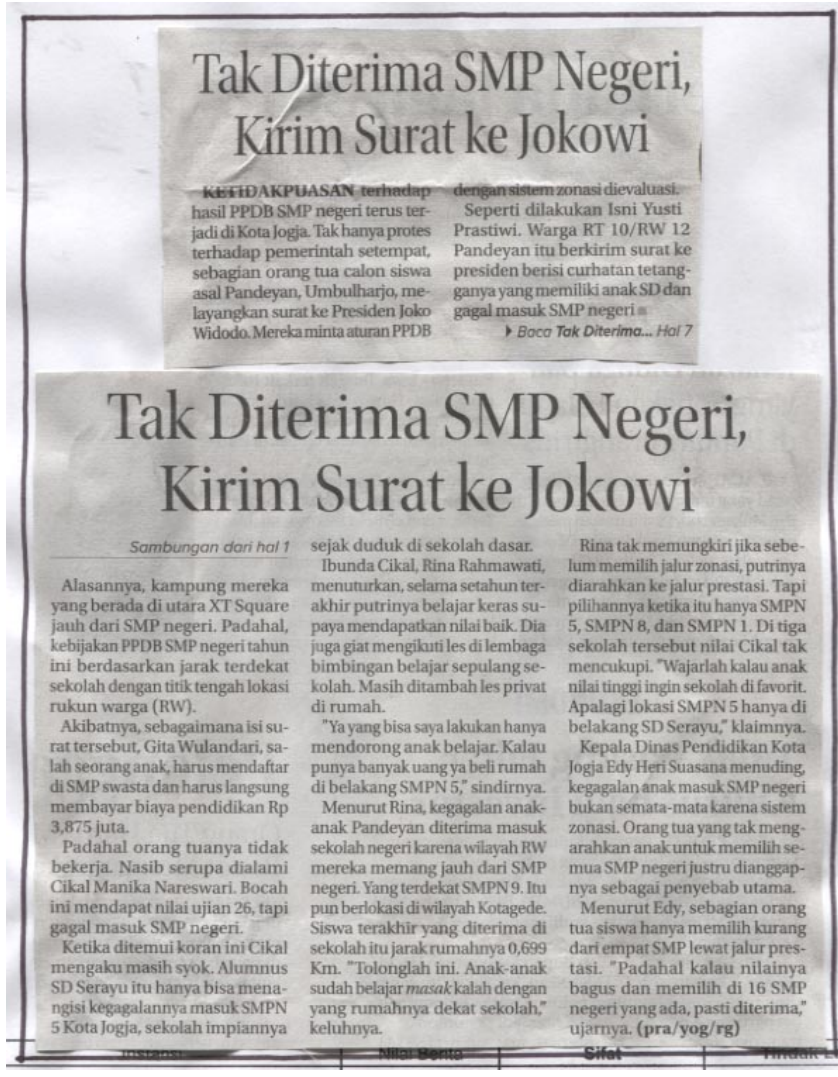 Tak Diterima SMP Negeri,
Kirim Surat ke Jokowi
KETIDAKPUASAN terhadap
hasil PPDB SMP negeri terus ter-
jadi di Kota Jogja. Tak hanya protes
terhadap pemerintah setempat,
sebagian orang tua calon siswa
asal Pandeyan, Umbulharjo, me-
layangkan surat ke Presiden Joko
Widodo. Mereka minta aturan PPDB
dengan sistem zonasi dievaluasi.
Seperti dilakukan Isni Yusti
Prastiwi. Warga RT 10/RW 12
Pandeyan itu berkirim surat ke
presiden berisi curhatan tetang-
ganya yang memiliki anak SD dan
gagal masuk SMP negeri
Baca Tak Diterima... Hal 7
Tak Diterima SMP Negeri,
Kirim Surat ke Jokowi
Sambungan dari hal 1
Alasannya, kampung mereka
yang berada di utara XT Square
jauh dari SMP negeri. Padahal,
kebijakan PPDB SMP negeri tahun
ini berdasarkan jarak terdekat
sekolah dengan titik tengah lokasi
rukun warga (RW).
Akibatnya, sebagaimana isi su-
rat tersebut, Gita Wulandari, sa-
lah seorang anak, harus mendaftar
di SMP swasta dan harus langsung
membayar biaya pendidikan Rp
3,875 juta.
Padahal orang tuanya tidak
bekerja. Nasib serupa dialami
Cikal Manika Nareswari. Bocah
ini mendapat nilai ujian 26, tapi
gagal masuk SMP negeri.
Ketika ditemui koran ini Cikal
mengaku masih syok. Alumnus
SD Serayu itu hanya bisa mena-
ngisi kegagalannya masuk SMPN
5 Kota Jogja, sekolah impiannya
sejak duduk di sekolah dasar.
Ibunda Cikal, Rina Rahmawati,
menuturkan, selama setahun ter-
akhir putrinya belajar keras su-
paya mendapatkan nilai baik. Dia
juga giat mengikuti les di lembaga
bimbingan belajar sepulang se-
kolah. Masih ditambah les privat
di rumah.
"Ya yang bisa saya lakukan hanya
mendorong anak belajar. Kalau
punya banyak uang ya beli rumah
di belakang SMPN 5," sindirnya.
Menurut Rina, kegagalan anak-
anak Pandeyan diterima masuk
sekolah negeri karena wilayah RW
mereka memang jauh dari SMP
negeri. Yang terdekat SMPN 9. Itu
pun berlokasi di wilayah Kotagede.
Siswa terakhir yang diterima di
sekolah itu jarak rumahnya 0,699
Km. "Tolonglah ini. Anak-anak
sudah belajar masak kalah dengan
yang rumahnya dekat sekolah,"
keluhnya.
Rina tak memungkiri jika sebe-
lum memilih jalur zonasi, putrinya
diarahkan ke jalur prestasi. Tapi
pilihannya ketika itu hanya SMPN
5, SMPN 8, dan SMPN 1. Di tiga
sekolah tersebut nilai Cikal tak
mencukupi. "Wajarlah kalau anak
nilai tinggi ingin sekolah di favorit.
Apalagi lokasi SMPN 5 hanya di
belakang SD Serayu," klaimnya.
Kepala Dinas Pendidikan Kota
Jogja Edy Heri Suasana menuding,
kegagalan anak masuk SMP negeri
bukan semata-mata karena sistem
zonasi. Orang tua yang tak meng-
arahkan anak untuk memilih se-
mua SMP negeri justru dianggap-
nya sebagai penyebab utama.
Menurut Edy, sebagian orang
tua siswa hanya memilih kurang
dari empat SMP lewat jalur pres-
tasi. "Padahal kalau nilainya
bagus dan memilih di 16 SMP
negeri yang ada, pasti diterima,"
ujarnya. (pra/yog/rg)
Nilai Berita
Sifat